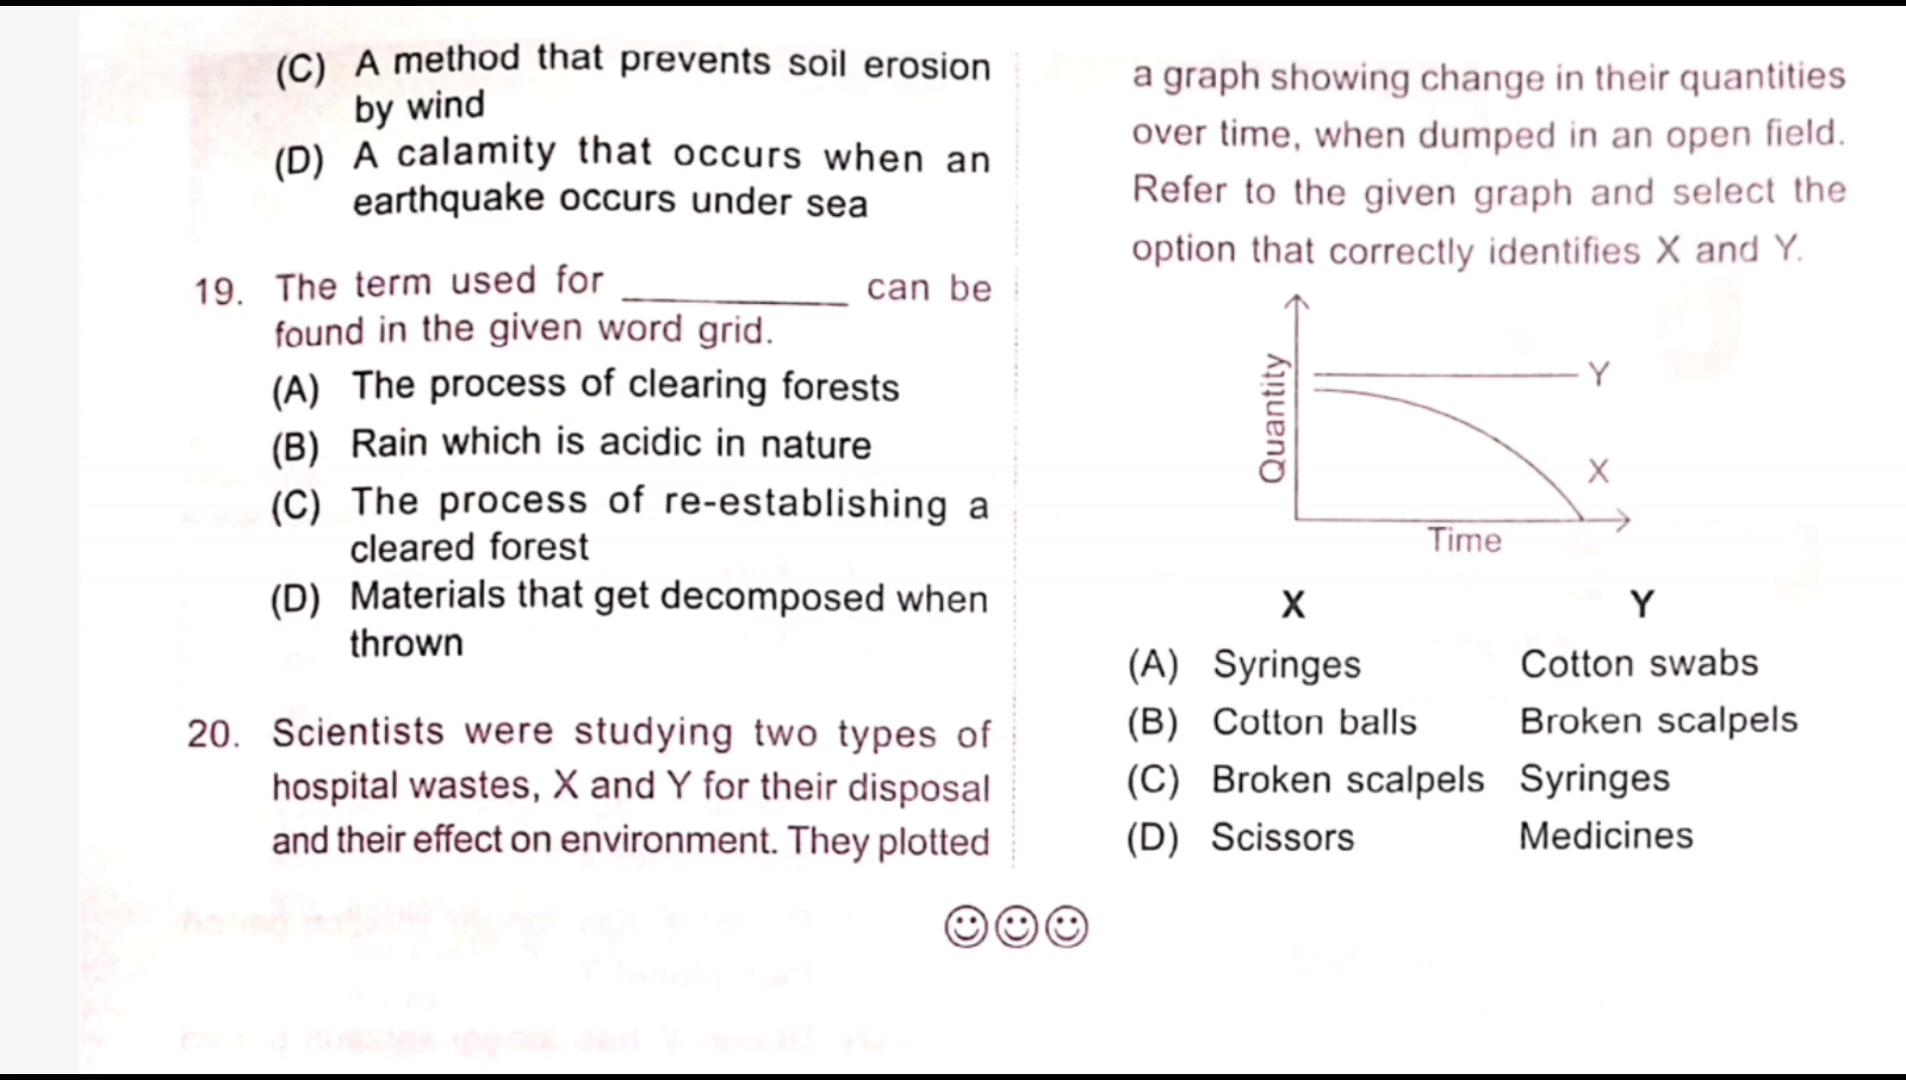 (C) A method that prevents soil erosion
by wind
(D) A calamity that occurs when an
earthquake occurs under sea
19. The term used for ____________ can be
found in the given word grid.
(A) The process of clearing forests
(B) Rain which is acidic in nature
(C) The process of re-establishing a
cleared forest
(D) Materials that get decomposed when
thrown
20. Scientists were studying two types of
hospital wastes, X and Y for their disposal
and their effect on environment. They plotted
a graph showing change in their quantities
over time, when dumped in an open field.
Refer to the given graph and select the
option that correctly identifies X and Y.
Quantity
Y
X
Time
X Y
(A) Syringes Cotton swabs
(B) Cotton balls Broken scalpels
(C) Broken scalpels Syringes
(D) Scissors Medicines